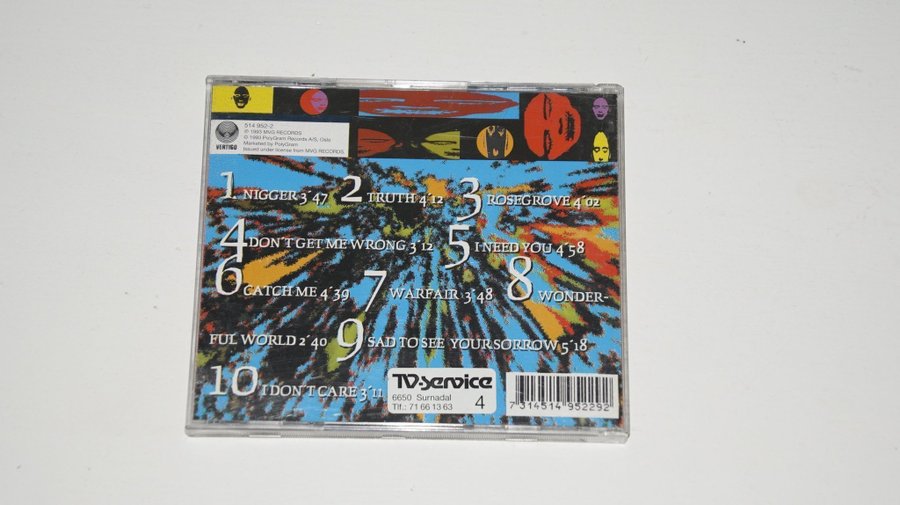 514 952-2
℗ 1993 MVG RECORDS
© 1993 PolyGram Records A/S, Oslo
Marketed by PolyGram
Issued under license from MVG RECORDS
VERTIGO
1 NIGGER 3´47 2 TRUTH 4´12 3 ROSEGROVE 4´02
4 DON´T GET ME WRONG 3´12 5 I NEED YOU 4´58
6 CATCH ME 4´39 7 WARFAIR 3´48 8 WONDER-
FUL WORLD 2´40 9 SAD TO SEE YOUR SORROW 5´18
10 I DON´T CARE 3´11
TV-service
6650 Surnadal
Tlf.: 71 66 13 63 4
7 314514 952292